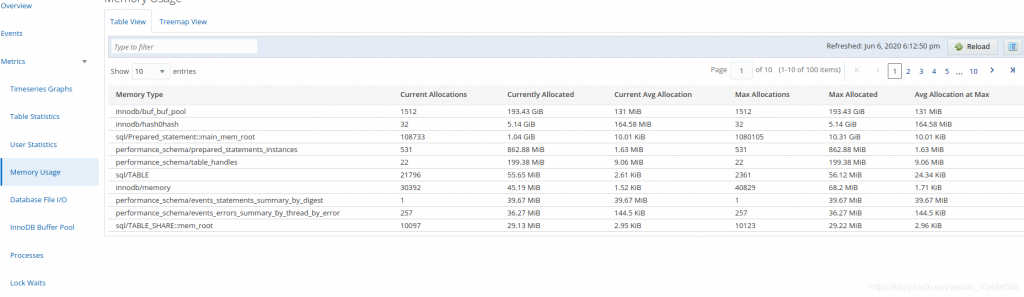 Memory Usage
Overview
Table View Treemap View
Events
Type to filter Refreshed: Jun 6, 2020 6:12:50 pm Reload
Metrics
Show 10 entries Page 1 of 10 (1-10 of 100 items) 1 2 3 4 5 ... 10
Timeseries Graphs
Table Statistics
User Statistics
Memory Usage
Database File I/O
InnoDB Buffer Pool
Processes
Lock Waits
Memory Type Current Allocations Currently Allocated Current Avg Allocation Max Allocations Max Allocated Avg Allocation at Max
innodb/buf_buf_pool 1512 193.43 GiB 131 MiB 1512 193.43 GiB 131 MiB
innodb/hash0hash 32 5.14 GiB 164.58 MiB 32 5.14 GiB 164.58 MiB
sql/Prepared_statement::main_mem_root 108733 1.04 GiB 10.01 KiB 1080105 10.31 GiB 10.01 KiB
performance_schema/prepared_statements_instances 531 862.88 MiB 1.63 MiB 531 862.88 MiB 1.63 MiB
performance_schema/table_handles 22 199.38 MiB 9.06 MiB 22 199.38 MiB 9.06 MiB
sql/TABLE 21796 55.65 MiB 2.61 KiB 2361 56.12 MiB 24.34 KiB
innodb/memory 30392 45.19 MiB 1.52 KiB 40829 68.2 MiB 1.71 KiB
performance_schema/events_statements_summary_by_digest 1 39.67 MiB 39.67 MiB 1 39.67 MiB 39.67 MiB
performance_schema/events_errors_summary_by_thread_by_error 257 36.27 MiB 144.5 KiB 257 36.27 MiB 144.5 KiB
sql/TABLE_SHARE::mem_root 10097 29.13 MiB 2.95 KiB 10123 29.22 MiB 2.96 KiB